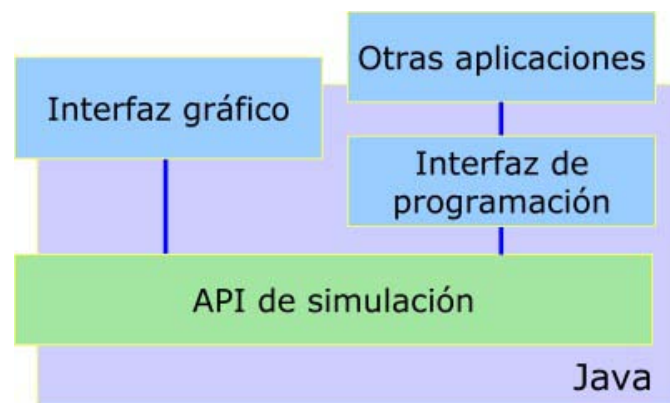 Otras aplicaciones
Interfaz gráfico
Interfaz de
programación
API de simulación
Java